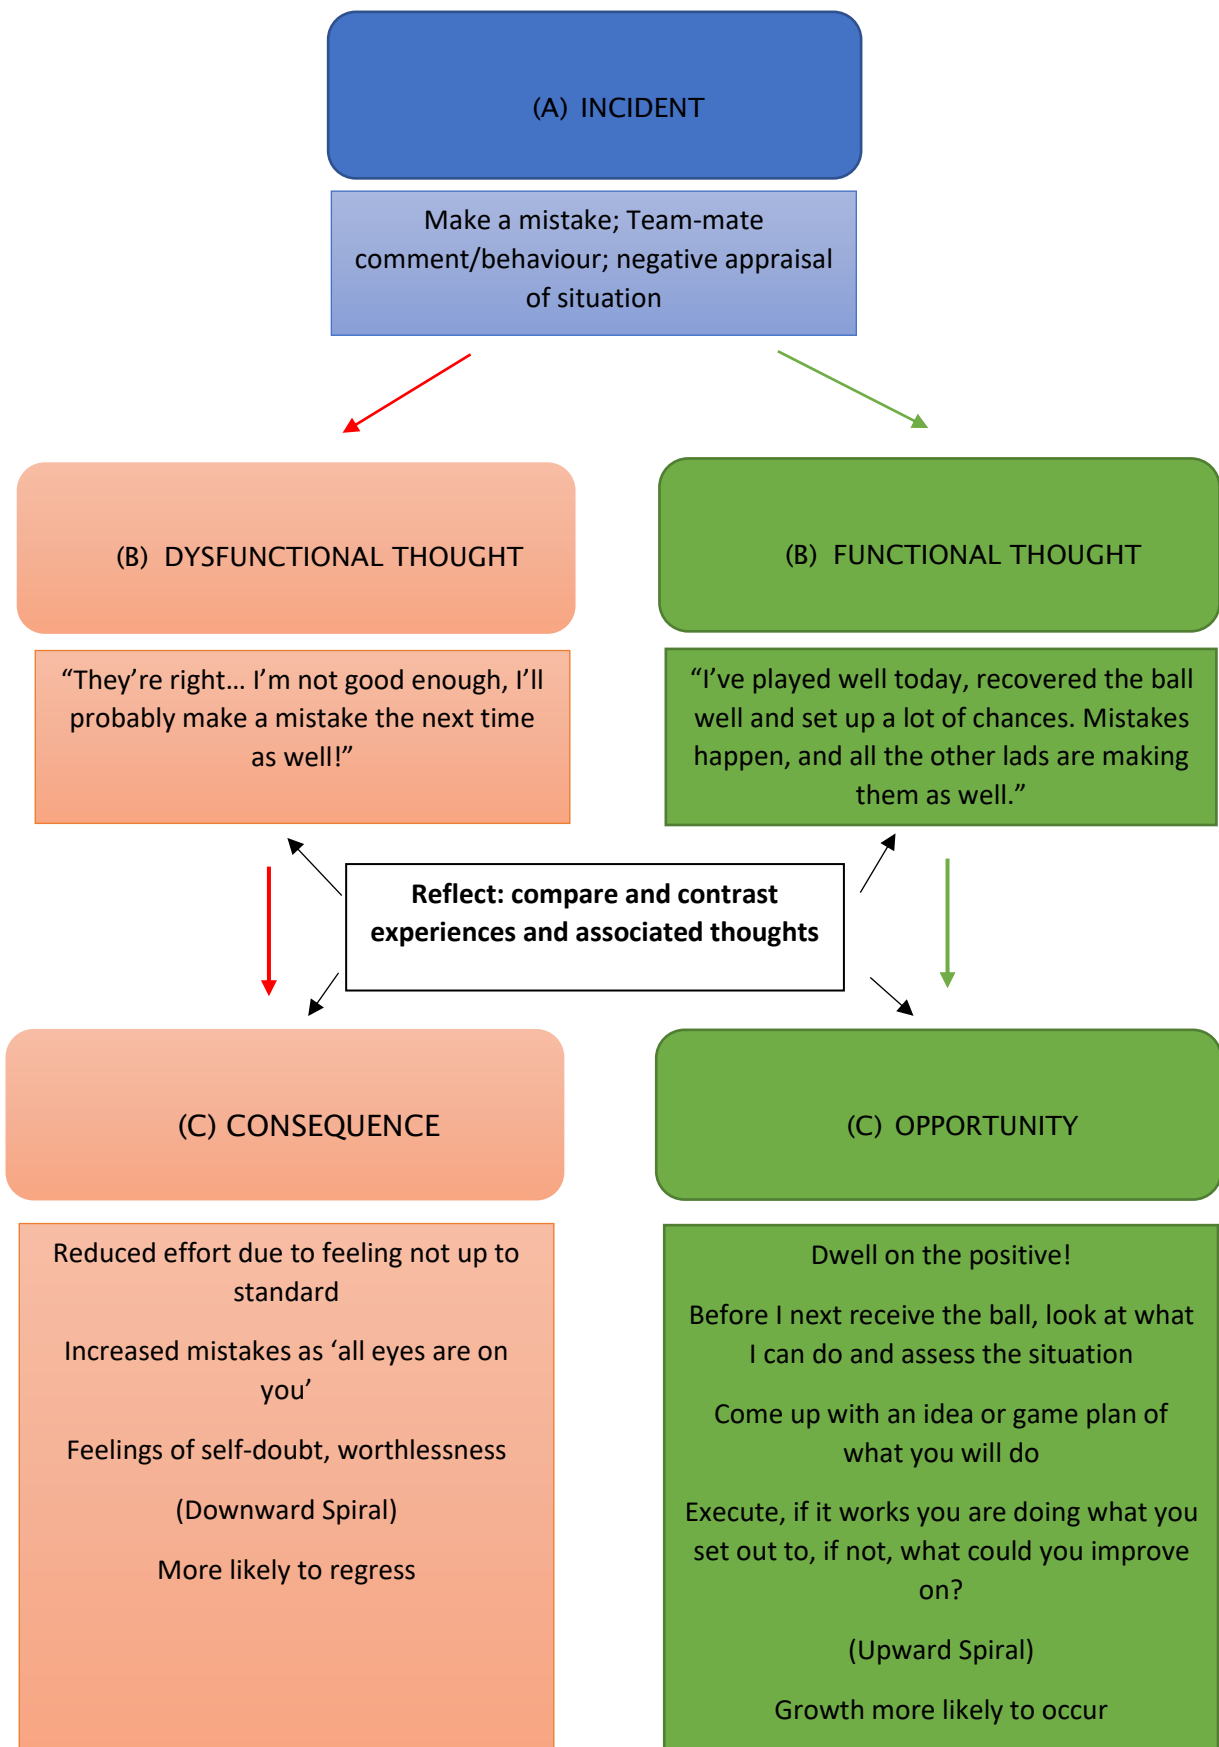 (A) INCIDENT
Make a mistake; Team-mate
comment/behaviour; negative appraisal
of situation
(B) DYSFUNCTIONAL THOUGHT
(B) FUNCTIONAL THOUGHT
“They’re right… I’m not good enough, I’ll
probably make a mistake the next time
as well!”
“I’ve played well today, recovered the ball
well and set up a lot of chances. Mistakes
happen, and all the other lads are making
them as well.”
Reflect: compare and contrast
experiences and associated thoughts
(C) CONSEQUENCE
(C) OPPORTUNITY
Reduced effort due to feeling not up to
standard
Increased mistakes as ‘all eyes are on
you’
Feelings of self-doubt, worthlessness
(Downward Spiral)
More likely to regress
Dwell on the positive!
Before I next receive the ball, look at what
I can do and assess the situation
Come up with an idea or game plan of
what you will do
Execute, if it works you are doing what you
set out to, if not, what could you improve
on?
(Upward Spiral)
Growth more likely to occur